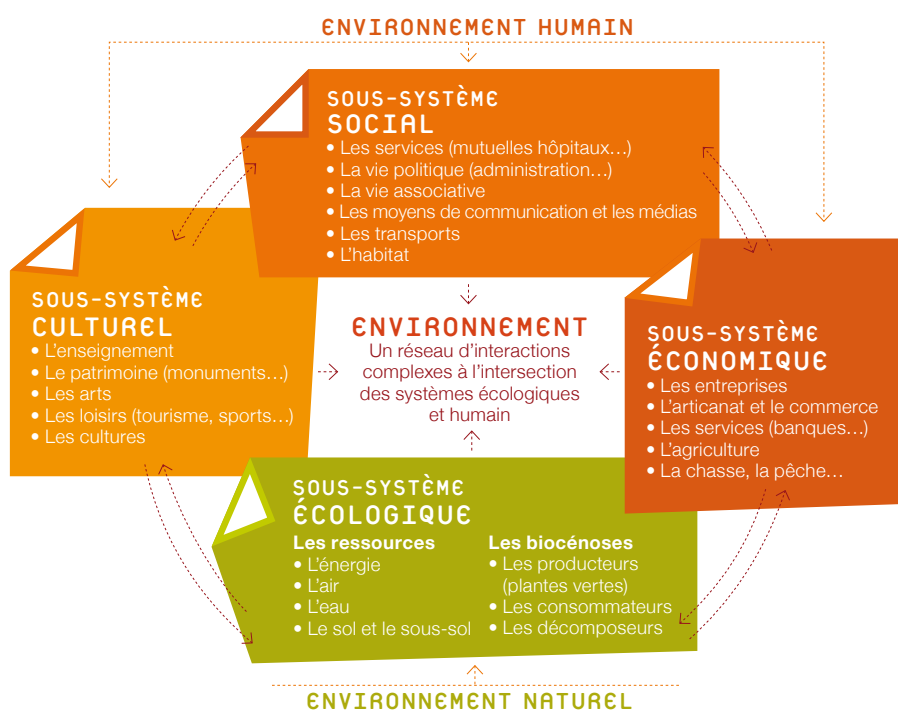 ENVIRONNEMENT HUMAIN
SOUS-SYSTÈME
SOCIAL
• Les services (mutuelles hôpitaux…)
• La vie politique (administration…)
• La vie associative
• Les moyens de communication et les médias
• Les transports
• L'habitat
SOUS-SYSTÈME
CULTUREL
• L'enseignement
• Le patrimoine (monuments…)
• Les arts
• Les loisirs (tourisme, sports…)
• Les cultures
ENVIRONNEMENT
Un réseau d'interactions
complexes à l'intersection
des systèmes écologiques
et humain
SOUS-SYSTÈME
ÉCONOMIQUE
• Les entreprises
• L'articanat et le commerce
• Les services (banques…)
• L'agriculture
• La chasse, la pêche…
SOUS-SYSTÈME
ÉCOLOGIQUE
Les ressources
• L'énergie
• L'air
• L'eau
• Le sol et le sous-sol
Les biocénoses
• Les producteurs
(plantes vertes)
• Les consommateurs
• Les décomposeurs
ENVIRONNEMENT NATUREL